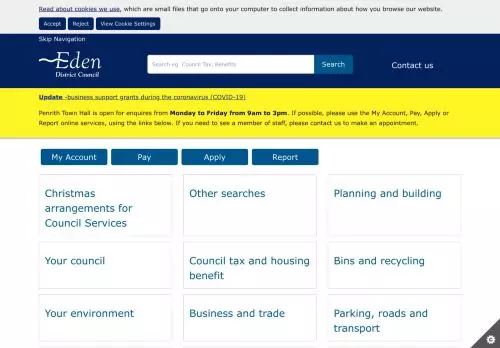 Read about cookies we use, which are small files that go onto your computer to collect information about how you browse our website.
Accept Reject View Cookie Settings
Skip Navigation
Eden
District Council
Search eg. Council Tax, Benefits
Search
Contact us
Update -business support grants during the coronavirus (COVID-19)
Penrith Town Hall is open for enquires from Monday to Friday from 9am to 3pm. If possible, please use the My Account, Pay, Apply or
Report online services, using the links below. If you need to see a member of staff, please contact us to make an appointment.
My Account Pay Apply Report
Christmas
arrangements for
Council Services
Other searches
Planning and building
Your council
Council tax and housing
benefit
Bins and recycling
Your environment
Business and trade
Parking, roads and
transport